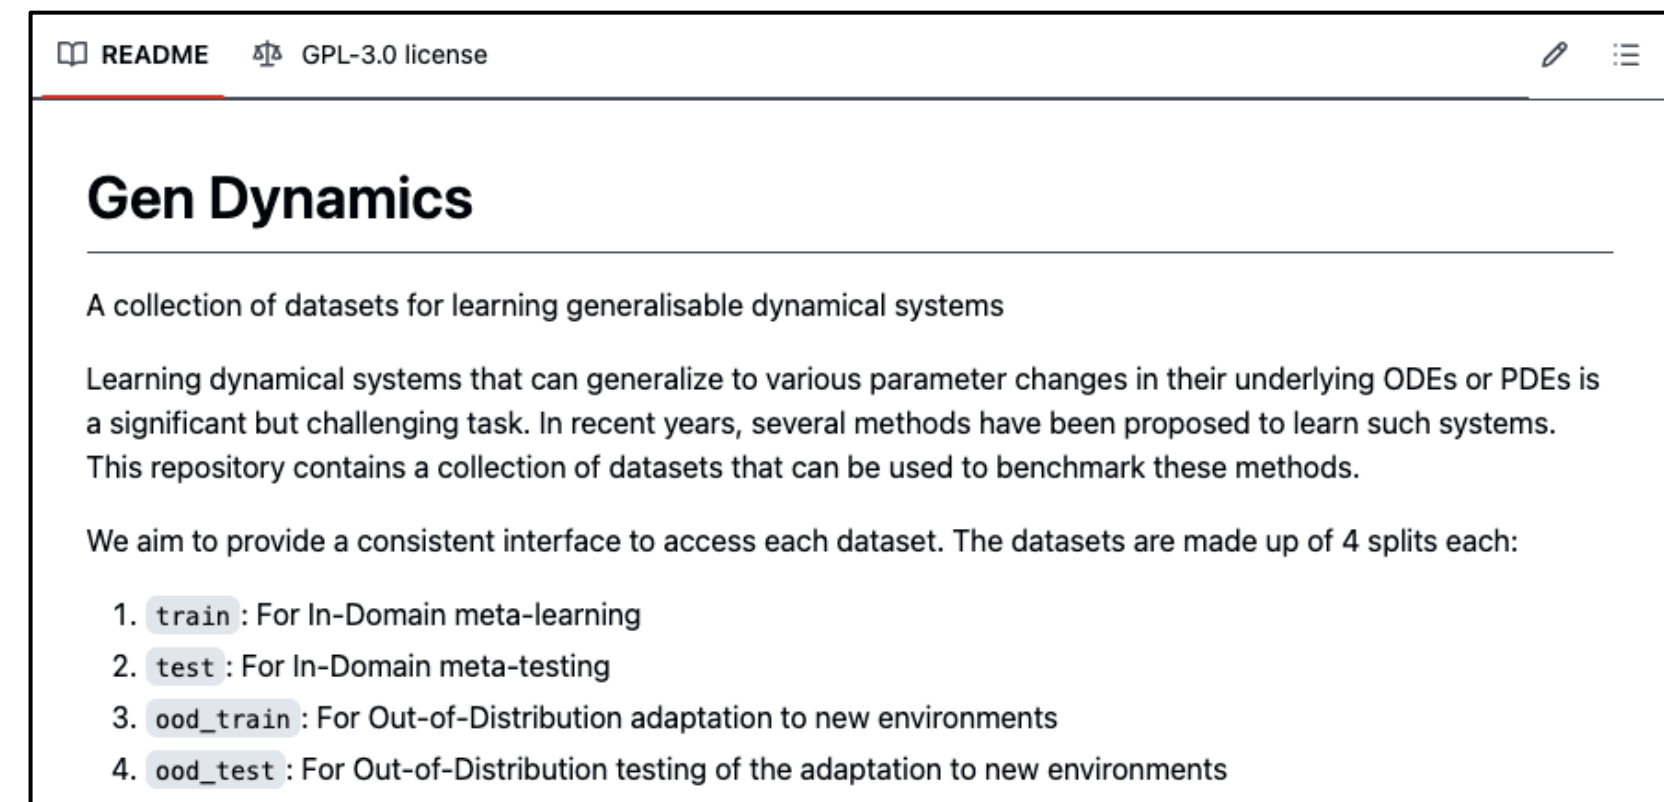 README GPL-3.0 license
Gen Dynamics
A collection of datasets for learning generalisable dynamical systems
Learning dynamical systems that can generalize to various parameter changes in their underlying ODEs or PDEs is
a significant but challenging task. In recent years, several methods have been proposed to learn such systems.
This repository contains a collection of datasets that can be used to benchmark these methods.
We aim to provide a consistent interface to access each dataset. The datasets are made up of 4 splits each:
1. train : For In-Domain meta-learning
2. test : For In-Domain meta-testing
3. ood_train : For Out-of-Distribution adaptation to new environments
4. ood_test : For Out-of-Distribution testing of the adaptation to new environments